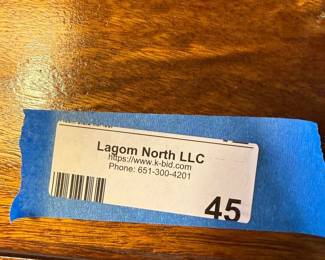 Lagom North LLC
https://www.k-bid.com
Phone: 651-300-4201
45